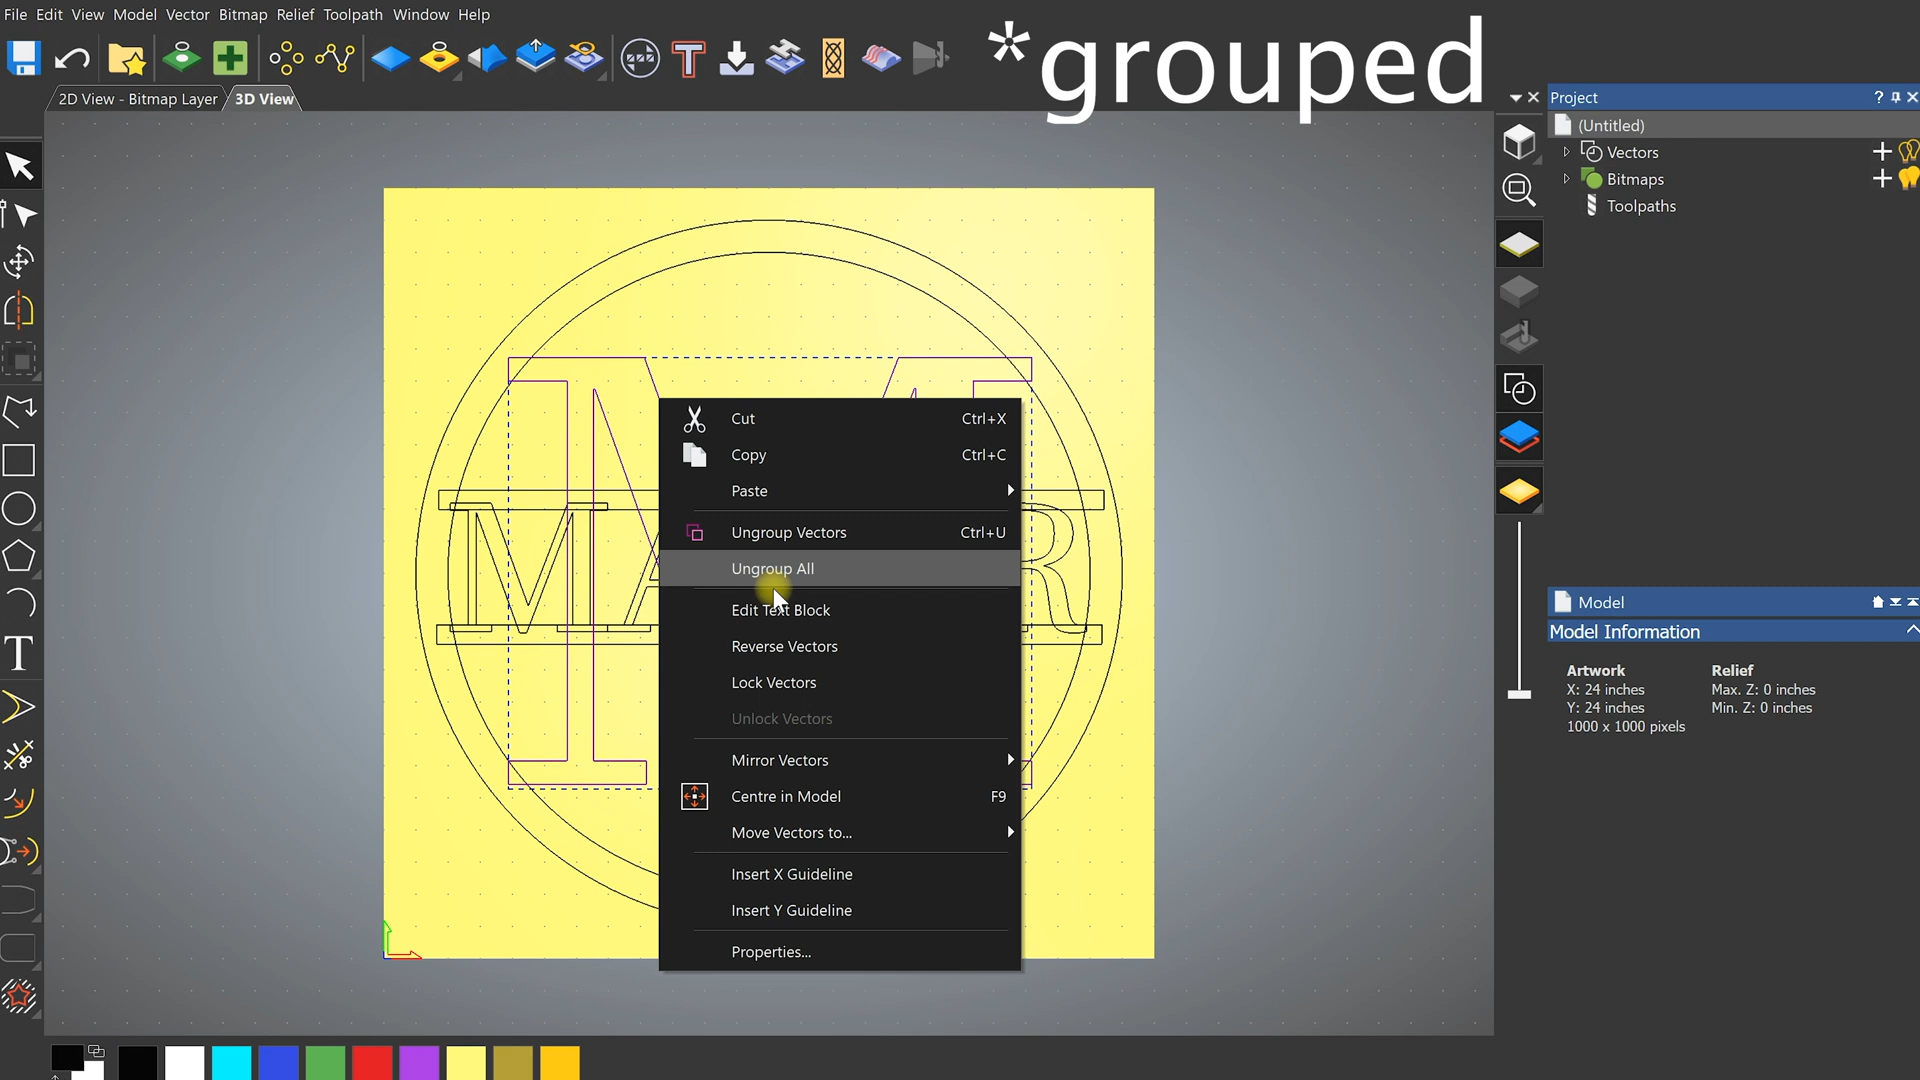 File Edit View Model Vector Bitmap Relief Toolpath Window Help
*grouped
2D View - Bitmap Layer
3D View
Project
(Untitled)
Vectors
Bitmaps
Toolpaths
MA
R
Cut Ctrl+X
Copy Ctrl+C
Paste
Ungroup Vectors Ctrl+U
Ungroup All
Edit Text Block
Reverse Vectors
Lock Vectors
Unlock Vectors
Mirror Vectors
Centre in Model F9
Move Vectors to...
Insert X Guideline
Insert Y Guideline
Properties...
Model
Model Information
Artwork Relief
X: 24 inches Max. Z: 0 inches
Y: 24 inches Min. Z: 0 inches
1000 x 1000 pixels